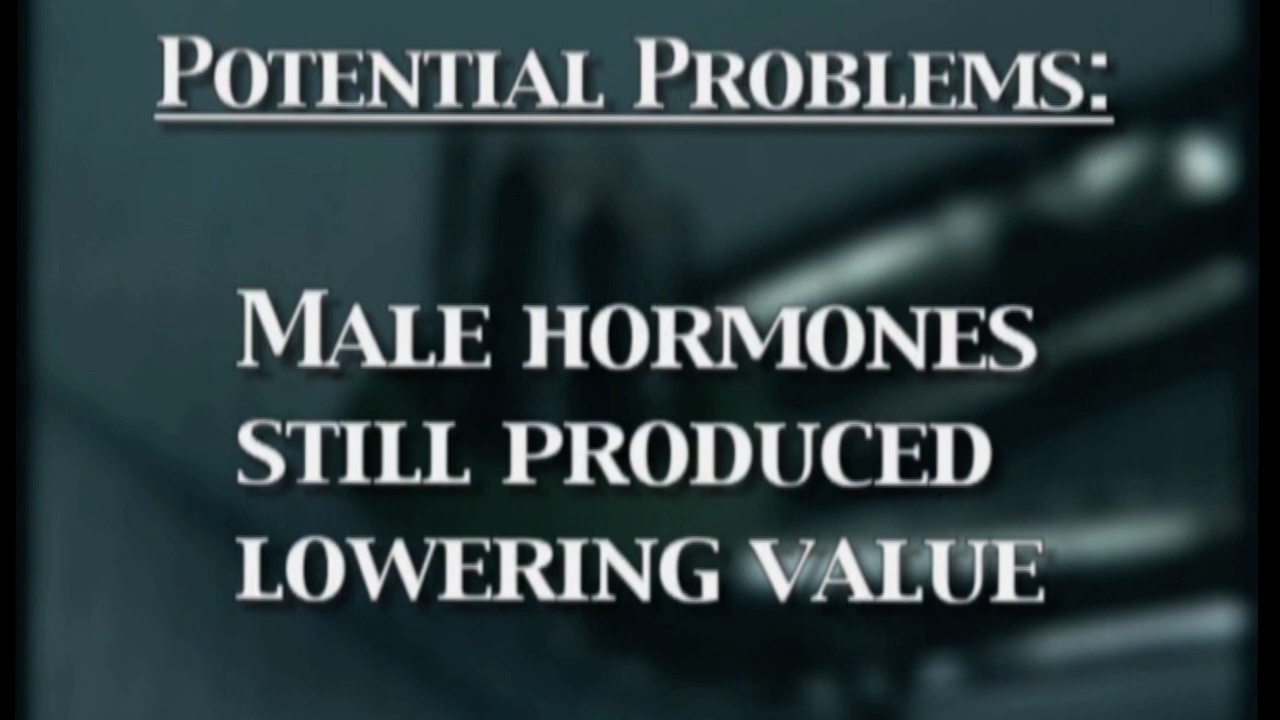 Potential Problems:
Male hormones
still produced
lowering value